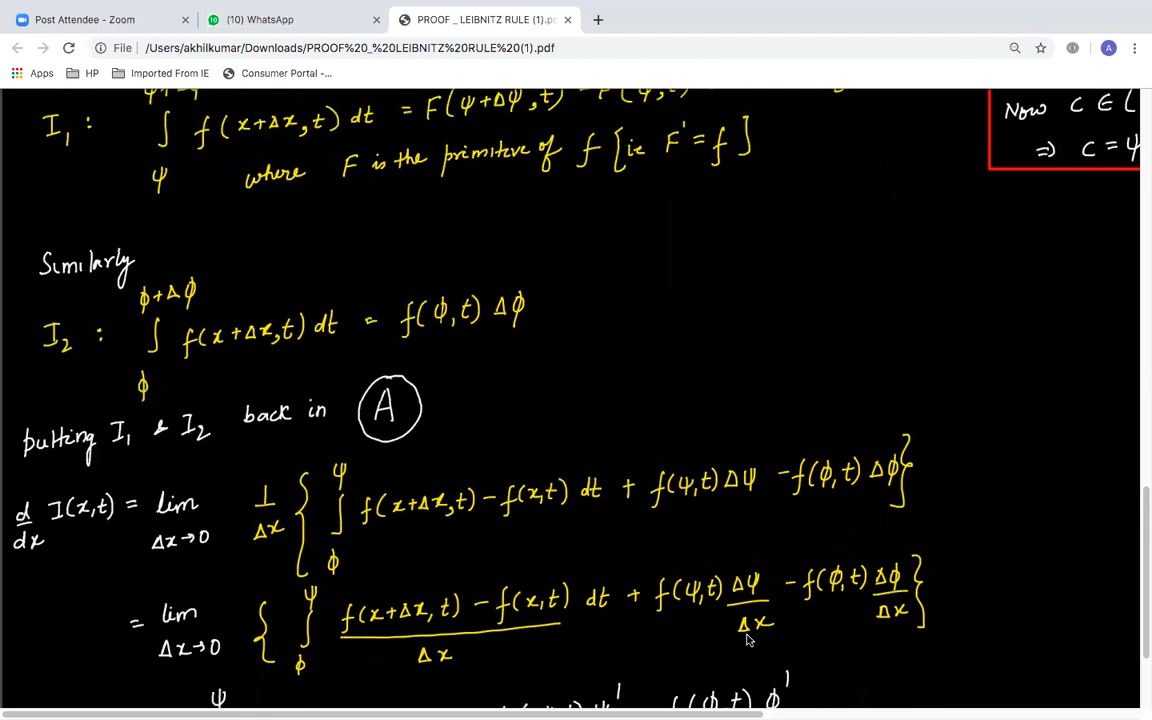 Post Attendee - Zoom × (10) WhatsApp × PROOF _ LEIBNITZ RULE (1).pd × +
File /Users/akhilkumar/Downloads/PROOF%20_%20LEIBNITZ%20RULE%20(1).pdf A
Apps HP Imported From IE Consumer Portal -...
I₁ : ∫ f(x+Δx,t) dt = F(ψ+Δψ,t) - F(ψ,t)
ψ where F is the primitive of f [ie F' = f]
Now C ∈ (
⇒ C = ψ
Similarly
φ+Δφ
I₂ : ∫ f(x+Δx,t) dt = f(φ,t) Δφ
φ
putting I₁ & I₂ back in A
d/dx I(x,t) = lim Δx→0 1/Δx { ∫_φ^ψ f(x+Δx,t) - f(x,t) dt + f(ψ,t) Δψ - f(φ,t) Δφ }
= lim Δx→0 { ∫_φ^ψ (f(x+Δx,t) - f(x,t))/Δx dt + f(ψ,t) Δψ/Δx - f(φ,t) Δφ/Δx }
ψ ψ' f(φ,t) φ'